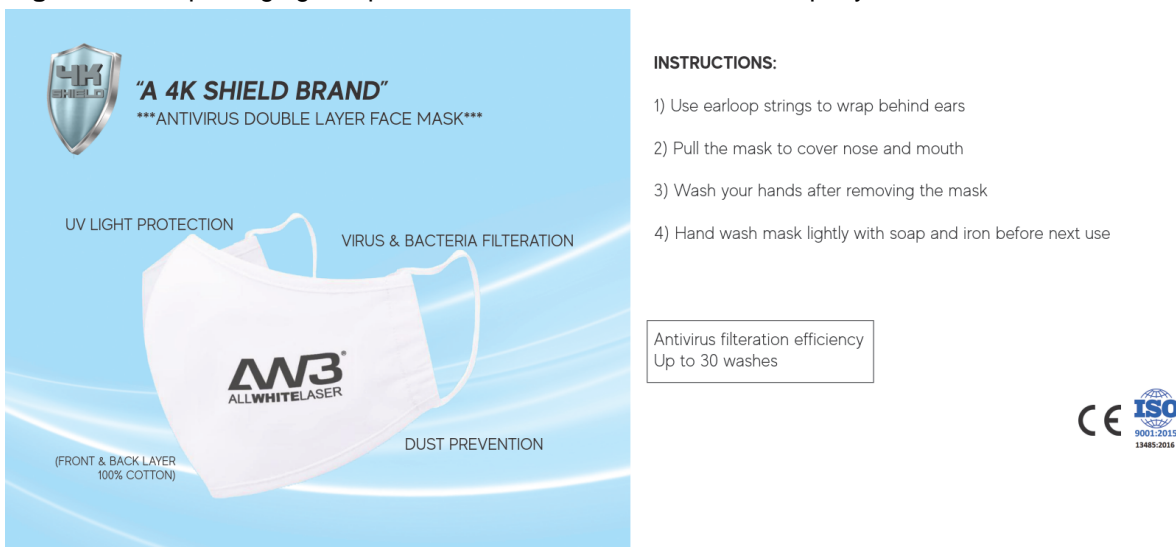 4K
SHIELD
“A 4K SHIELD BRAND”
***ANTIVIRUS DOUBLE LAYER FACE MASK***
UV LIGHT PROTECTION
VIRUS & BACTERIA FILTERATION
AW3®
ALLWHITELASER
DUST PREVENTION
(FRONT & BACK LAYER
100% COTTON)
INSTRUCTIONS:
1) Use earloop strings to wrap behind ears
2) Pull the mask to cover nose and mouth
3) Wash your hands after removing the mask
4) Hand wash mask lightly with soap and iron before next use
Antivirus filteration efficiency
Up to 30 washes
CE
ISO
9001:2015
13485:2016